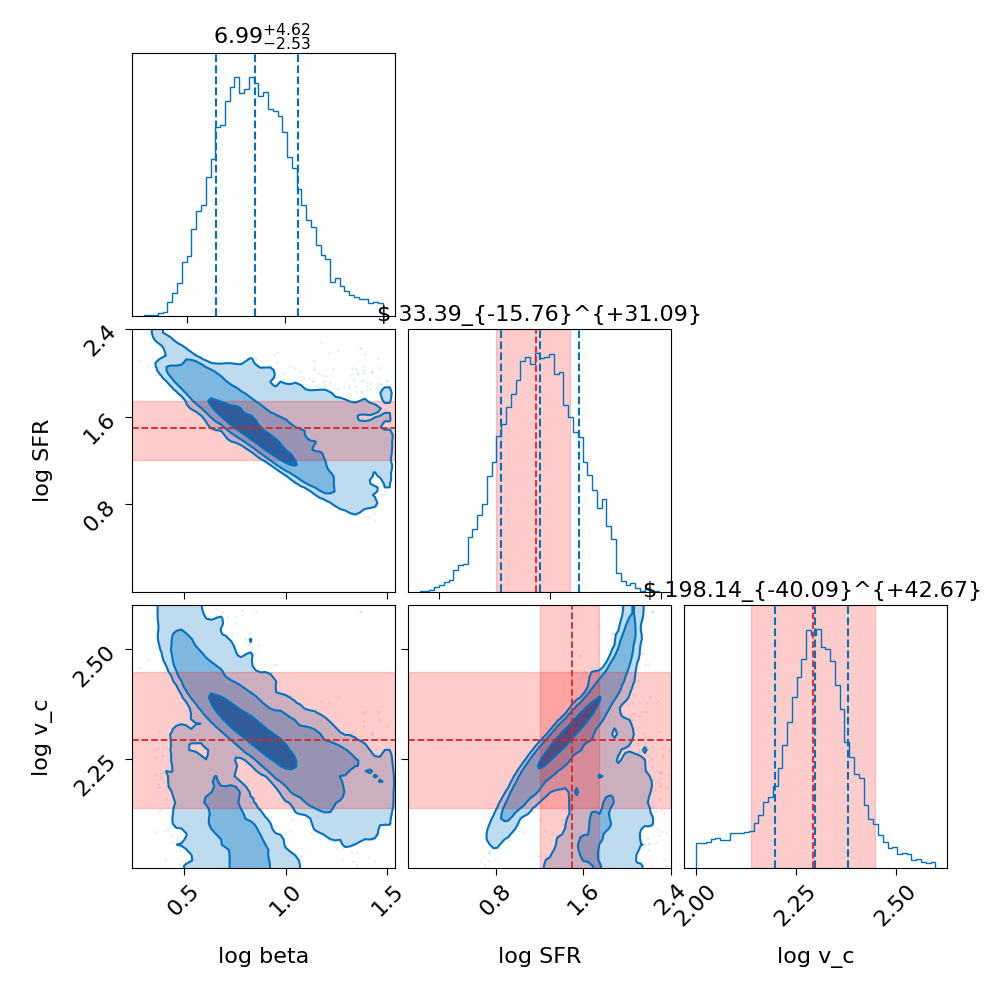 6.99+4.62−2.53
$ 33.39_{-15.76}^{+31.09}
2.4
1.6
0.8
log SFR
$ 198.14_{-40.09}^{+42.67}
2.50
2.25
log v_c
0.5 1.0 1.5
0.8 1.6 2.4
2.00 2.25 2.50
log beta
log SFR
log v_c